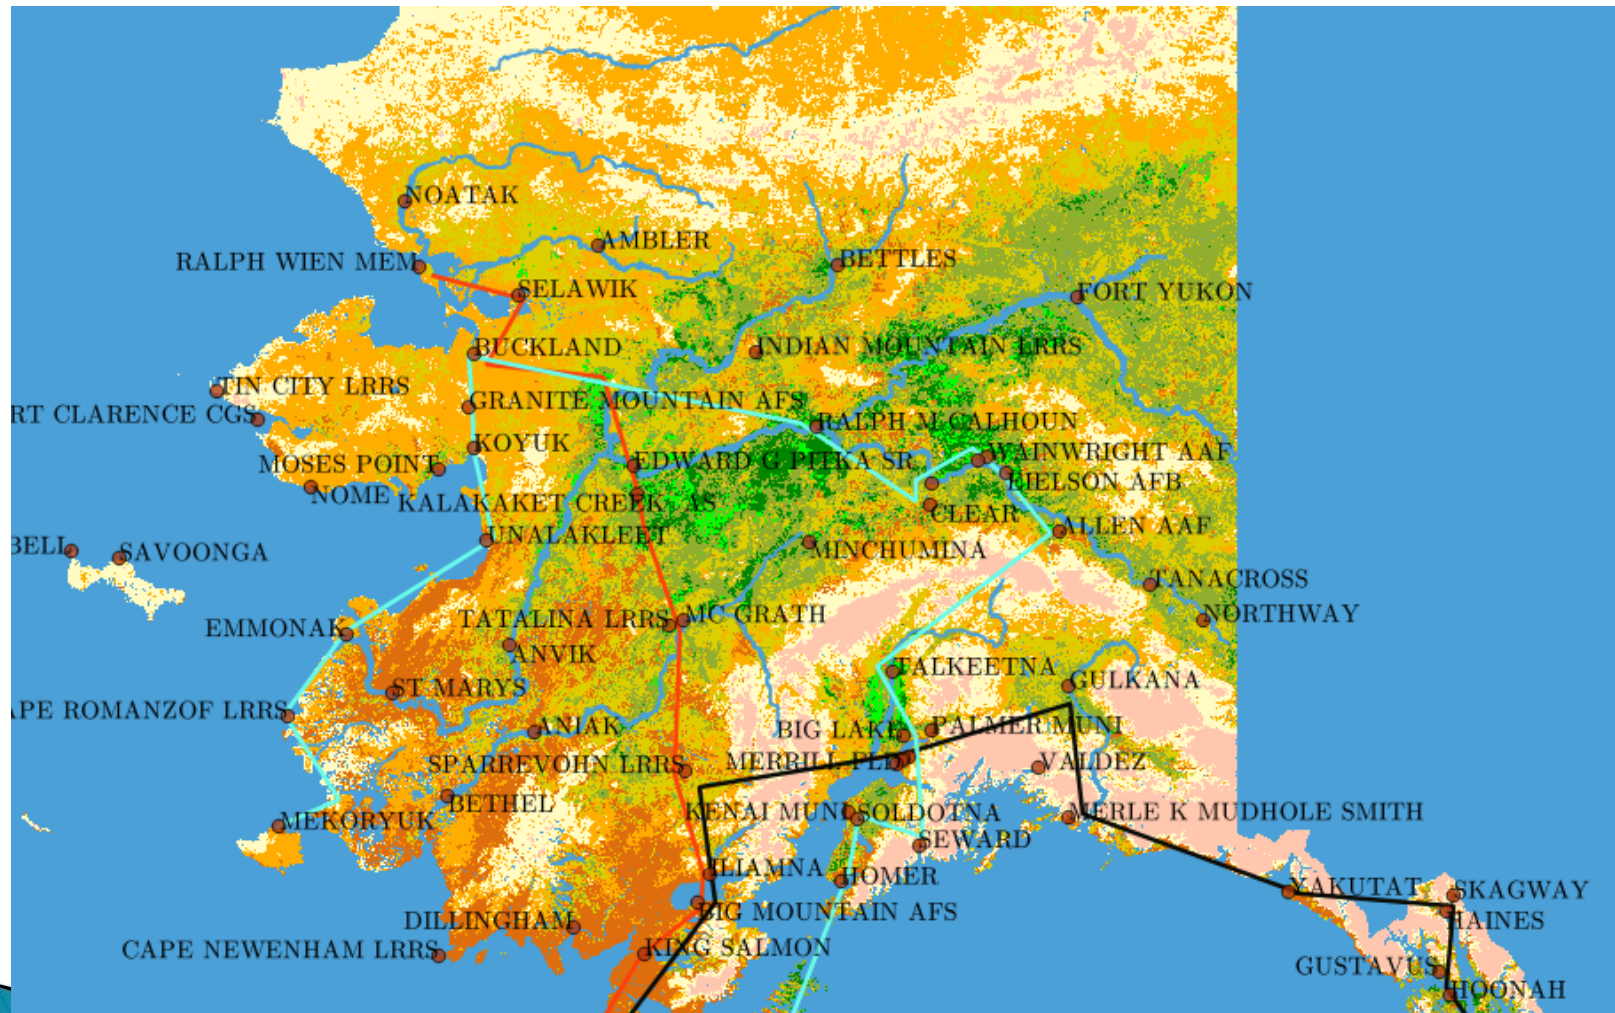 NOATAK
AMBLER
RALPH WIEN MEM
BETTLES
SELAWIK
FORT YUKON
BUCKLAND
INDIAN MOUNTAIN LRRS
TIN CITY LRRS
GRANITE MOUNTAIN AFS
RT CLARENCE CGS
RALPH M CALHOUN
KOYUK
WAINWRIGHT AAF
MOSES POINT
EDWARD G PITKA SR
EIELSON AFB
NOME
KALAKAKET CREEK AS
CLEAR
ALLEN AAF
UNALAKLEET
BELL
SAVOONGA
MINCHUMINA
TANACROSS
MC GRATH
NORTHWAY
TATALINA LRRS
EMMONAK
ANVIK
TALKEETNA
GULKANA
ST MARYS
APE ROMANZOF LRRS
ANIAK
BIG LAKE
PALMER MUNI
SPARREVOHN LRRS
MERRILL FLD
VALDEZ
BETHEL
KENAI MUNI
SOLDOTNA
MERLE K MUDHOLE SMITH
MEKORYUK
SEWARD
ILIAMNA
HOMER
YAKUTAT
SKAGWAY
BIG MOUNTAIN AFS
DILLINGHAM
HAINES
CAPE NEWENHAM LRRS
KING SALMON
GUSTAVUS
HOONAH